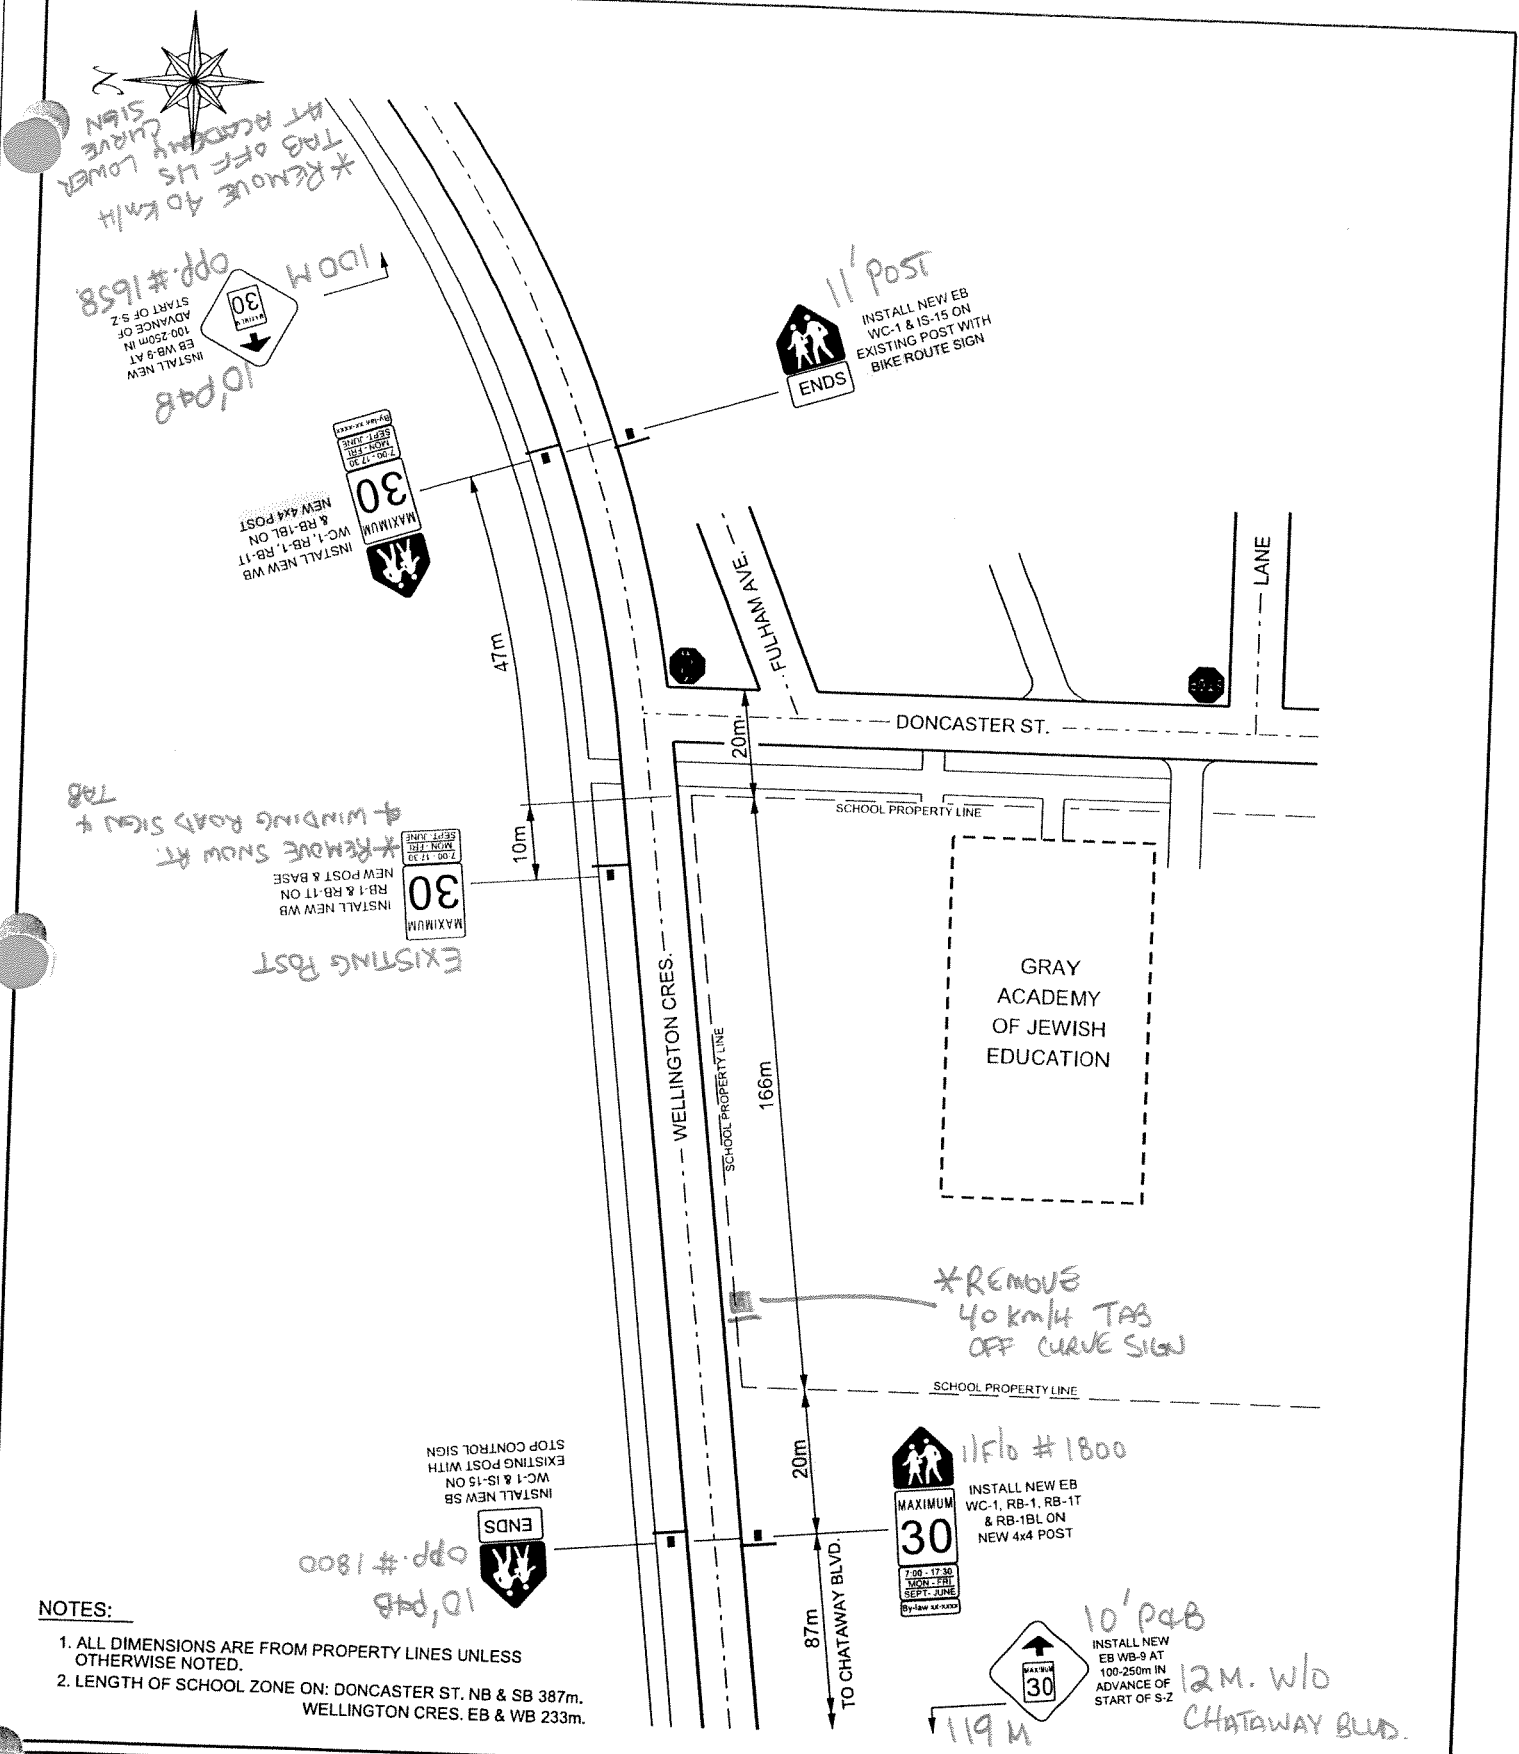 N
*REMOVE 40 Km/H
TAB OFF U/S LOWER
AT ACADEMY CURVE
SIGN
100 M
opp. #1658
MAXIMUM
30
INSTALL NEW
EB WB-9 AT
100-250m IN
ADVANCE OF
START OF S-Z
10' P&B
11' POST
INSTALL NEW EB
WC-1 & IS-15 ON
EXISTING POST WITH
BIKE ROUTE SIGN
ENDS
MAXIMUM
30
7:00 - 17:30
MON - FRI
SEPT- JUNE
By-law xx-xxxx
INSTALL NEW WB
WC-1, RB-1, RB-1T
& RB-1BL ON
NEW 4x4 POST
47m
FULHAM AVE.
LANE
20m
DONCASTER ST.
SCHOOL PROPERTY LINE
10m
*REMOVE SNOW RT.
& WINDING ROAD SIGN &
TAB
MAXIMUM
30
7:00 - 17:30
MON - FRI
SEPT- JUNE
INSTALL NEW WB
RB-1 & RB-1T ON
NEW POST & BASE
EXISTING POST
WELLINGTON CRES.
SCHOOL PROPERTY LINE
166m
GRAY
ACADEMY
OF JEWISH
EDUCATION
*REMOVE
40 Km/H TAB
OFF CURVE SIGN
SCHOOL PROPERTY LINE
20m
INSTALL NEW SB
WC-1 & IS-15 ON
EXISTING POST WITH
STOP CONTROL SIGN
ENDS
opp. #1800
10' P&B
#1800
INSTALL NEW EB
WC-1, RB-1, RB-1T
& RB-1BL ON
NEW 4x4 POST
MAXIMUM
30
7:00 - 17:30
MON - FRI
SEPT- JUNE
By-law xx-xxxx
87m
TO CHATAWAY BLVD.
10' P&B
INSTALL NEW
EB WB-9 AT
100-250m IN
ADVANCE OF
START OF S-Z
MAXIMUM
30
12 M. W/O
CHATAWAY BLVD.
119 M
NOTES:
1. ALL DIMENSIONS ARE FROM PROPERTY LINES UNLESS
OTHERWISE NOTED.
2. LENGTH OF SCHOOL ZONE ON: DONCASTER ST. NB & SB 387m.
WELLINGTON CRES. EB & WB 233m.